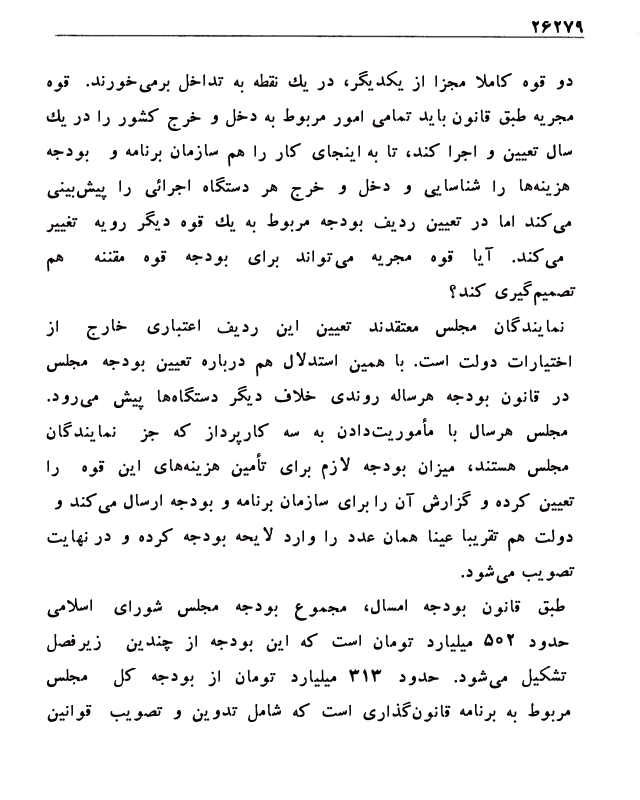 ۲۶۲۷۹
دو قوه کاملا مجزا از یکدیگر، در یك نقطه به تداخل برمی‌خورند. قوه
مجریه طبق قانون باید تمامی امور مربوط به دخل و خرج کشور را در یك
سال تعیین و اجرا کند، تا به اینجای کار را هم سازمان برنامه و بودجه
هزینه‌ها را شناسایی و دخل و خرج هر دستگاه اجرائی را پیش‌بینی
می‌کند اما در تعیین ردیف بودجه مربوط به یك قوه دیگر رویه تغییر
می‌کند. آیا قوه مجریه می‌تواند برای بودجه قوه مقننه هم
تصمیم‌گیری کند؟
نمایندگان مجلس معتقدند تعیین این ردیف اعتباری خارج از
اختیارات دولت است. با همین استدلال هم درباره تعیین بودجه مجلس
در قانون بودجه هرساله روندی خلاف دیگر دستگاه‌ها پیش می‌رود.
مجلس هرسال با مأموریت‌دادن به سه کارپرداز که جز نمایندگان
مجلس هستند، میزان بودجه لازم برای تأمین هزینه‌های این قوه را
تعیین کرده و گزارش آن را برای سازمان برنامه و بودجه ارسال می‌کند و
دولت هم تقریبا عینا همان عدد را وارد لایحه بودجه کرده و در نهایت
تصویب می‌شود.
طبق قانون بودجه امسال، مجموع بودجه مجلس شورای اسلامی
حدود ۵۰۲ میلیارد تومان است که این بودجه از چندین زیرفصل
تشکیل می‌شود. حدود ۳۱۳ میلیارد تومان از بودجه کل مجلس
مربوط به برنامه قانون‌گذاری است که شامل تدوین و تصویب قوانین